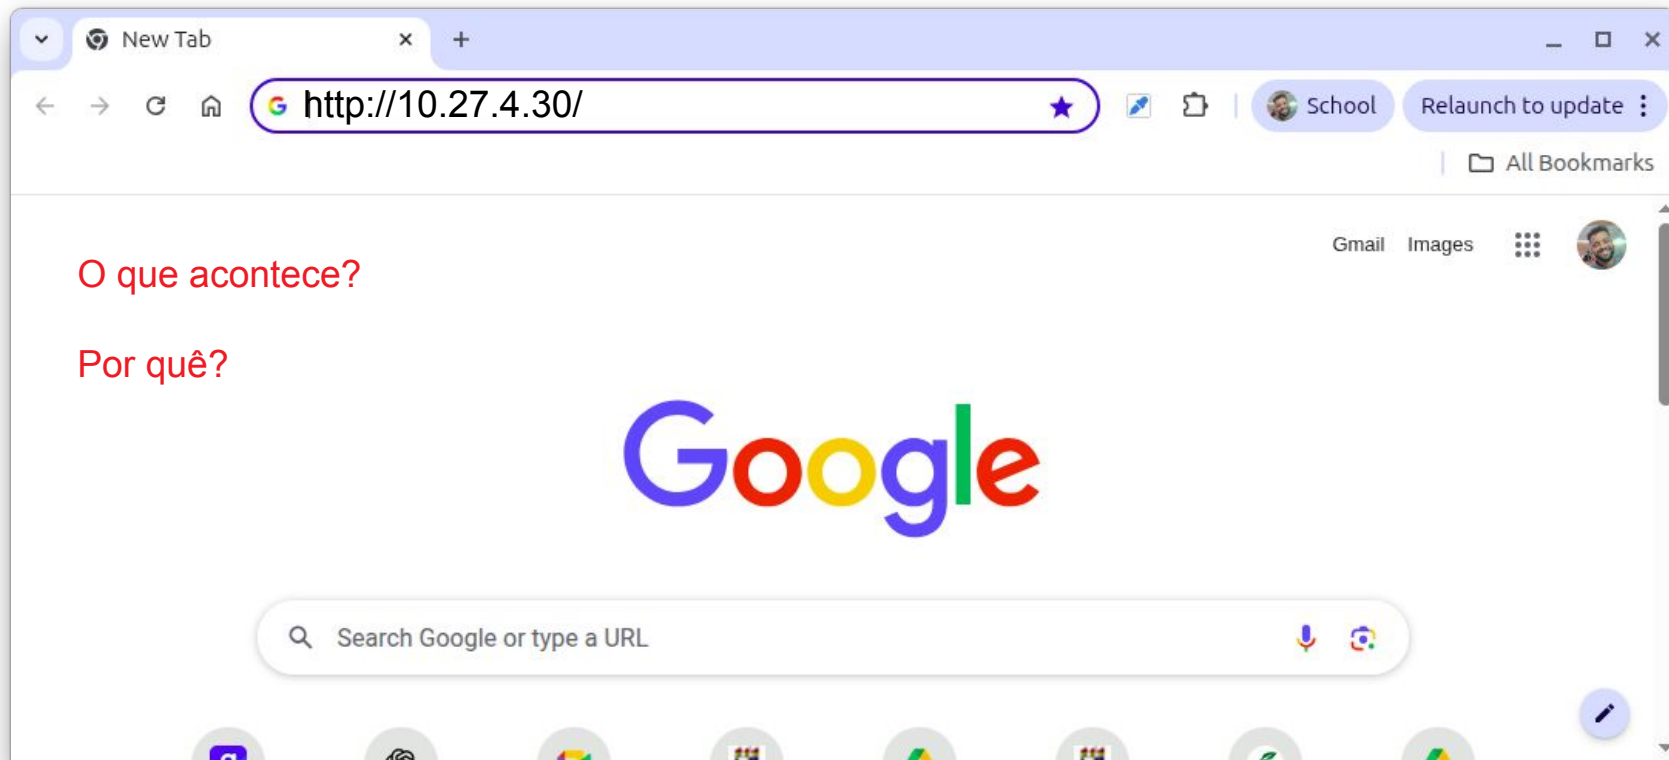 New Tab
http://10.27.4.30/
School
Relaunch to update
All Bookmarks
Gmail Images
O que acontece?
Por quê?
Google
Search Google or type a URL